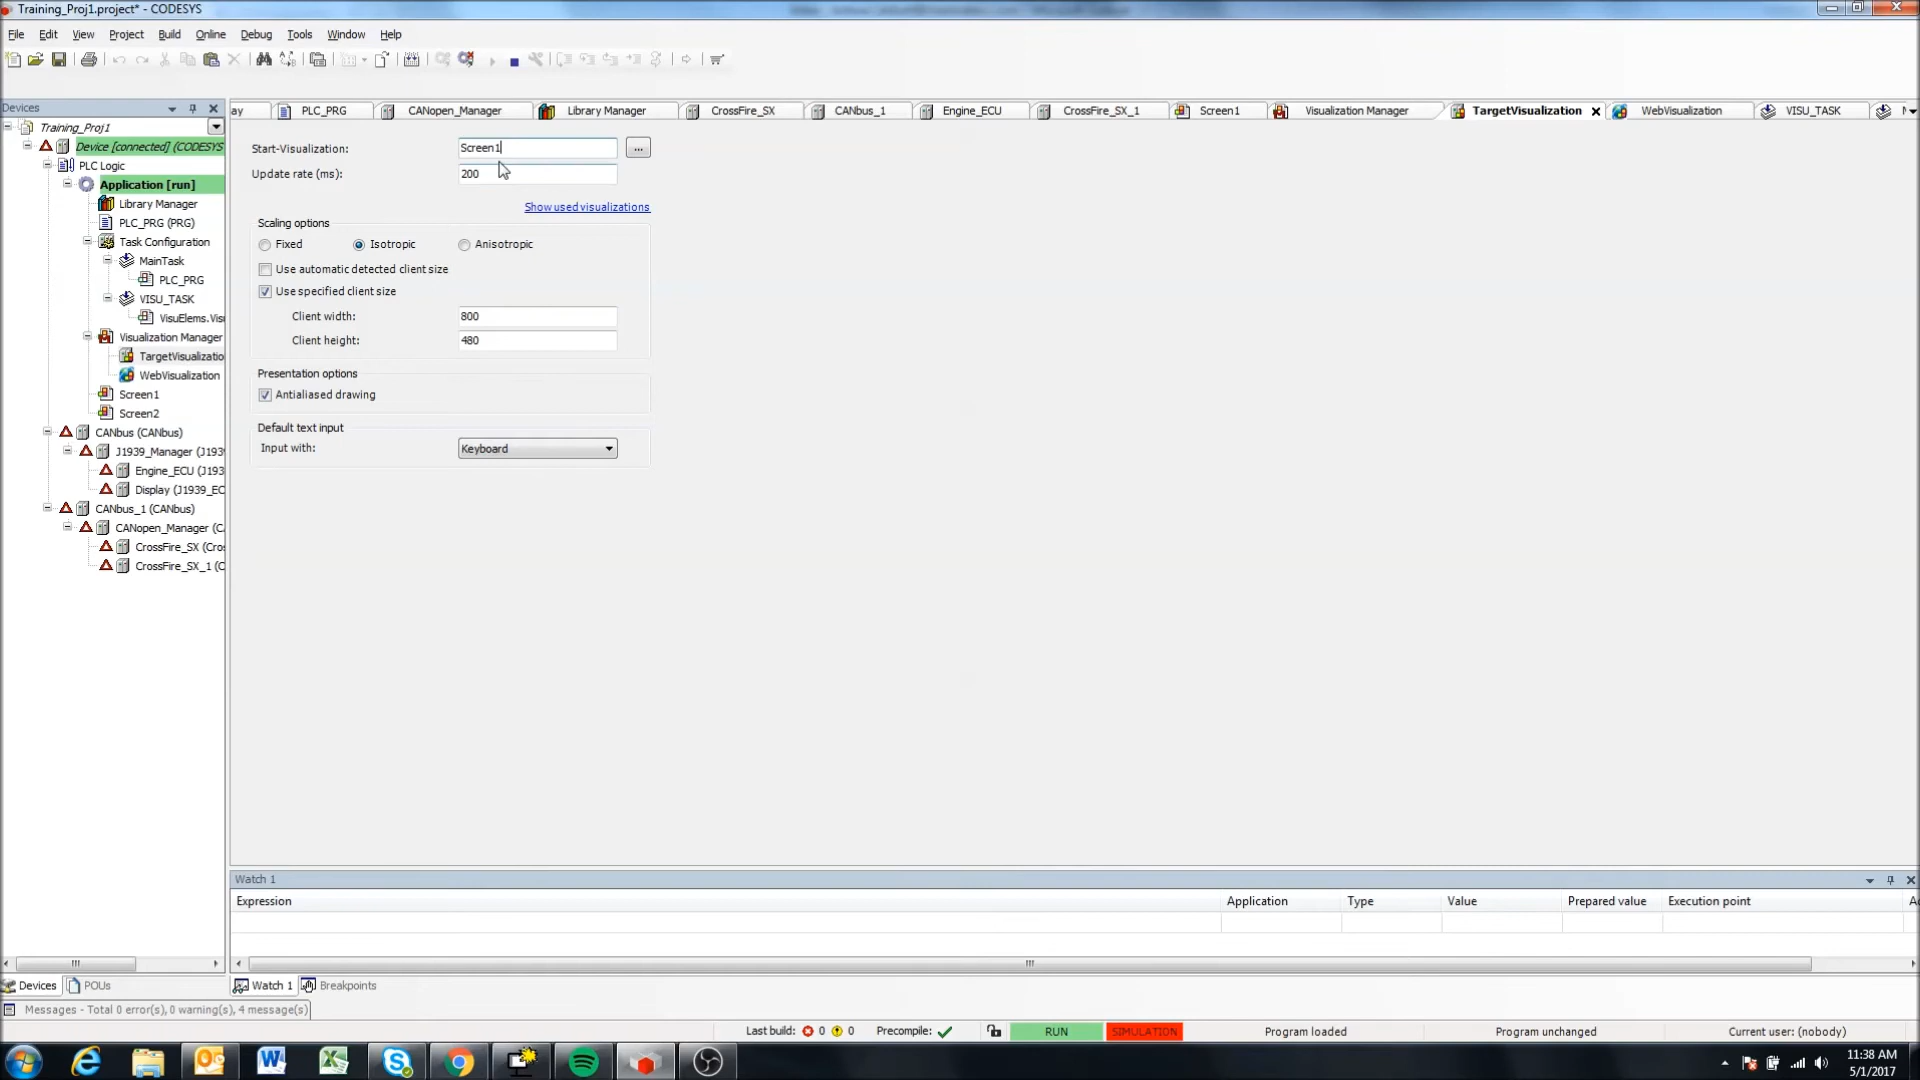 Training_Proj1.project* - CODESYS
File Edit View Project Build Online Debug Tools Window Help
Devices
ay PLC_PRG CANopen_Manager Library Manager CrossFire_SX CANbus_1 Engine_ECU CrossFire_SX_1 Screen1 Visualization Manager TargetVisualization WebVisualization VISU_TASK
Training_Proj1
Device [connected] (CODESYS
PLC Logic
Application [run]
Library Manager
PLC_PRG (PRG)
Task Configuration
MainTask
PLC_PRG
VISU_TASK
VisuElems.Visu
Visualization Manager
TargetVisualizatio
WebVisualization
Screen1
Screen2
CANbus (CANbus)
J1939_Manager (J1939
Engine_ECU (J193
Display (J1939_EC
CANbus_1 (CANbus)
CANopen_Manager (CA
CrossFire_SX (Cros
CrossFire_SX_1 (C
Start-Visualization: Screen1 ...
Update rate (ms): 200
Show used visualizations
Scaling options
Fixed Isotropic Anisotropic
Use automatic detected client size
Use specified client size
Client width: 800
Client height: 480
Presentation options
Antialiased drawing
Default text input
Input with: Keyboard
Watch 1
Expression Application Type Value Prepared value Execution point
Devices POUs Watch 1 Breakpoints
Messages - Total 0 error(s), 0 warning(s), 4 message(s)
Last build: 0 0 Precompile: RUN SIMULATION Program loaded Program unchanged Current user: (nobody)
11:38 AM
5/1/2017